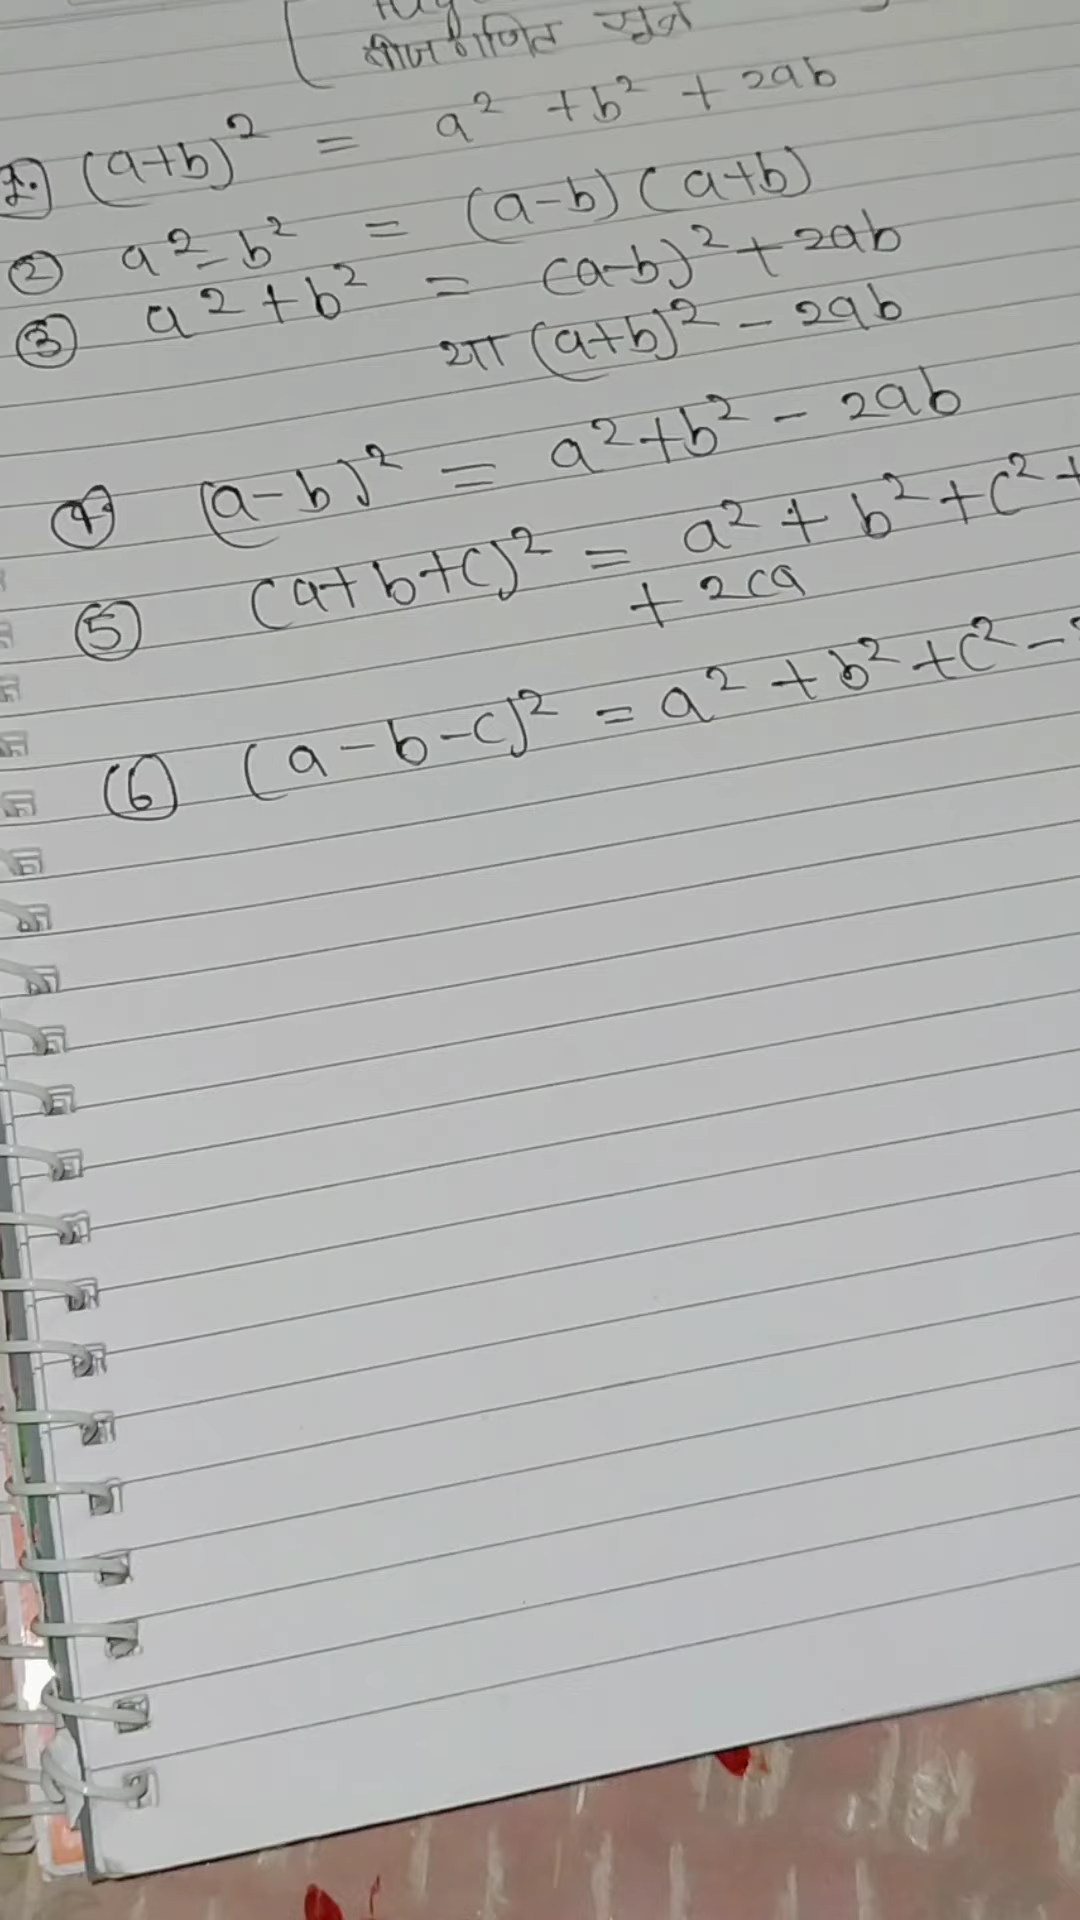 बीजगणित सूत्र
1. (a+b)² = a² + b² + 2ab
② a² - b² = (a-b) (a+b)
③ a² + b² = (a-b)² + 2ab
या (a+b)² - 2ab
④ (a-b)² = a² + b² - 2ab
⑤ (a+b+c)² = a² + b² + c² +
+ 2ca
⑥ (a-b-c)² = a² + b² + c² -